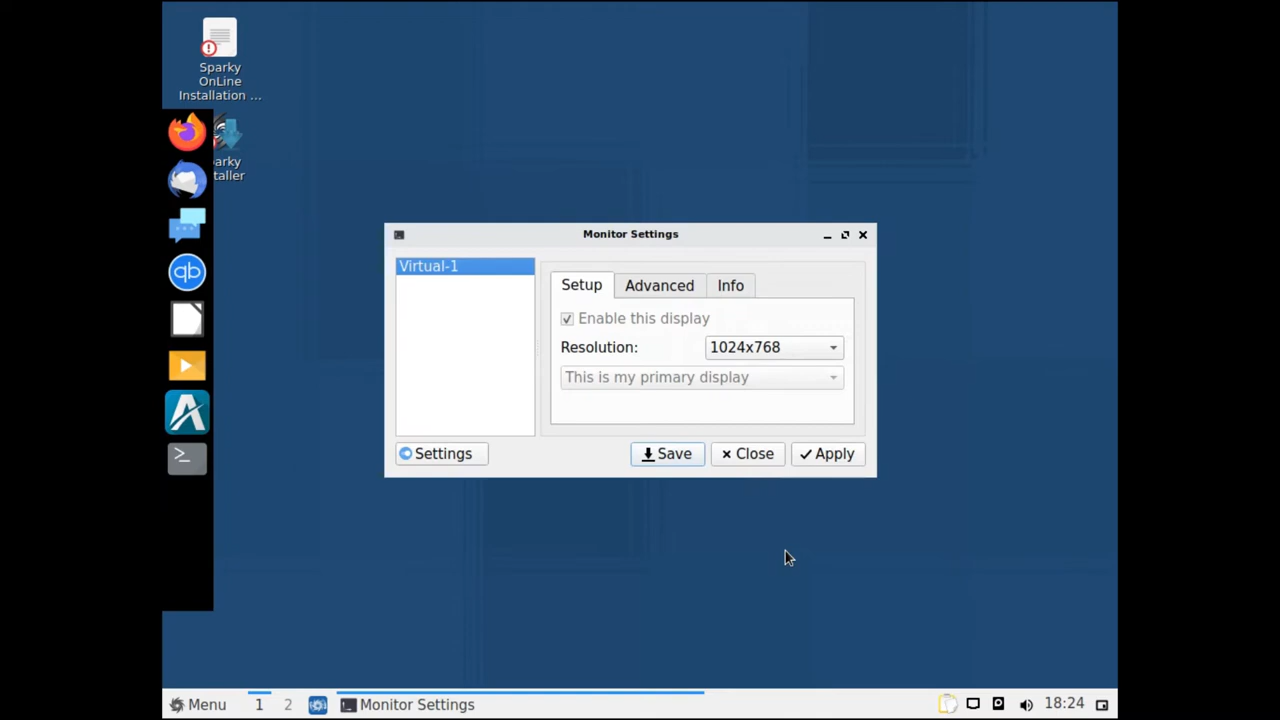 Sparky
OnLine
Installation ...
arky
taller
qb
Monitor Settings
Virtual-1
Setup
Advanced
Info
Enable this display
Resolution:
1024x768
This is my primary display
Settings
Save
Close
Apply
Menu
1
2
Monitor Settings
18:24